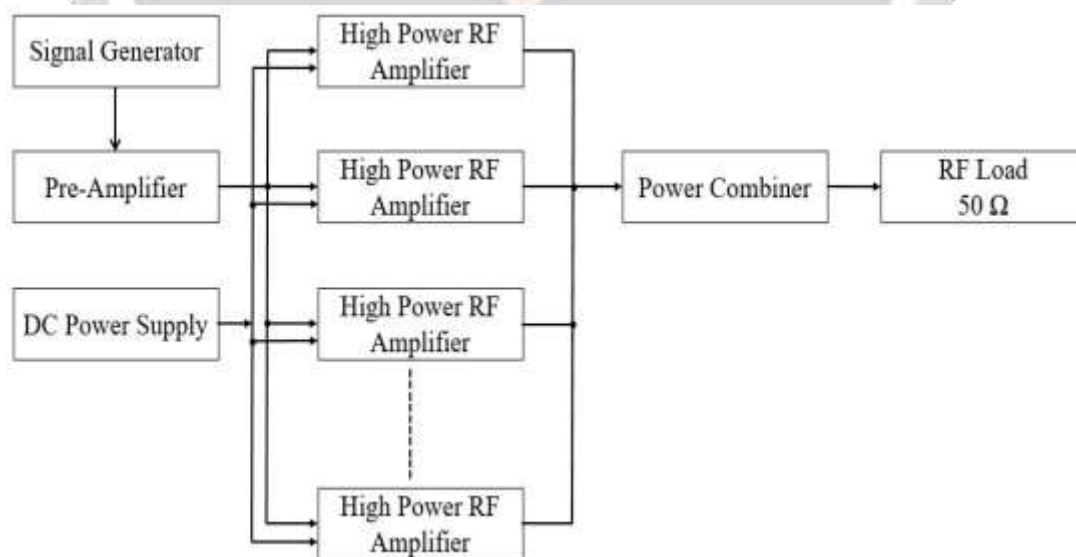 Signal Generator
High Power RF
Amplifier
Pre-Amplifier
High Power RF
Amplifier
Power Combiner
RF Load
50 Ω
DC Power Supply
High Power RF
Amplifier
High Power RF
Amplifier